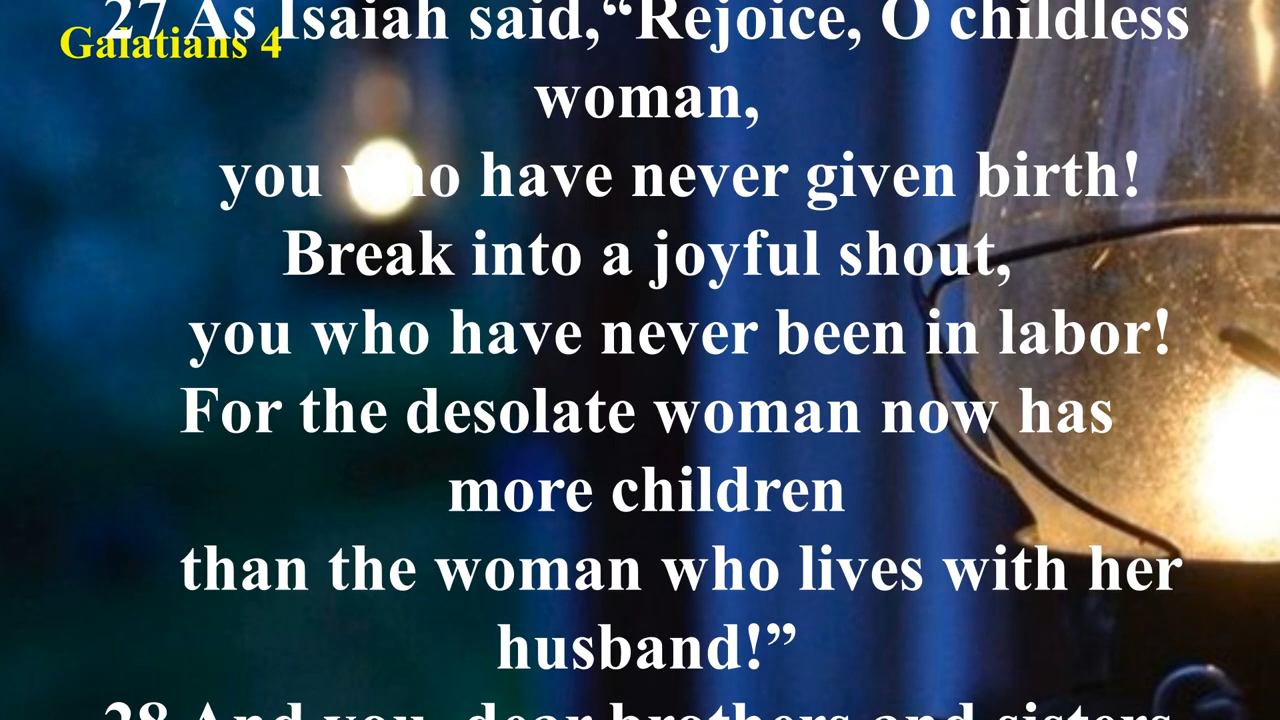 27 As Isaiah said,“Rejoice, O childless
Galatians 4
woman,
you who have never given birth!
Break into a joyful shout,
you who have never been in labor!
For the desolate woman now has
more children
than the woman who lives with her
husband!”
28 And you, dear brothers and sisters,